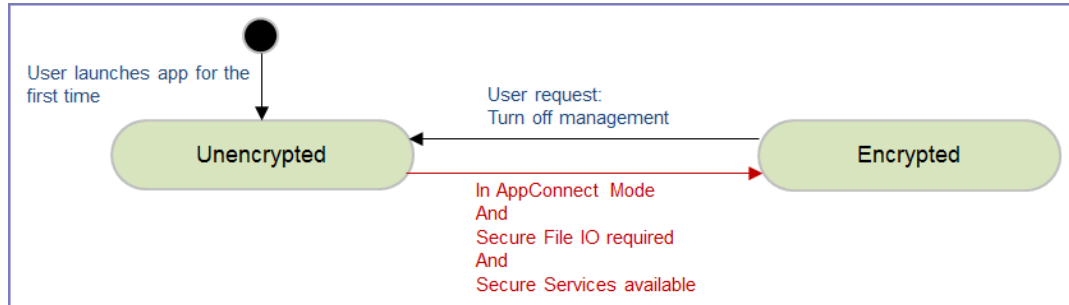 User launches app for the
first time
User request:
Turn off management
Unencrypted
Encrypted
In AppConnect Mode
And
Secure File IO required
And
Secure Services available